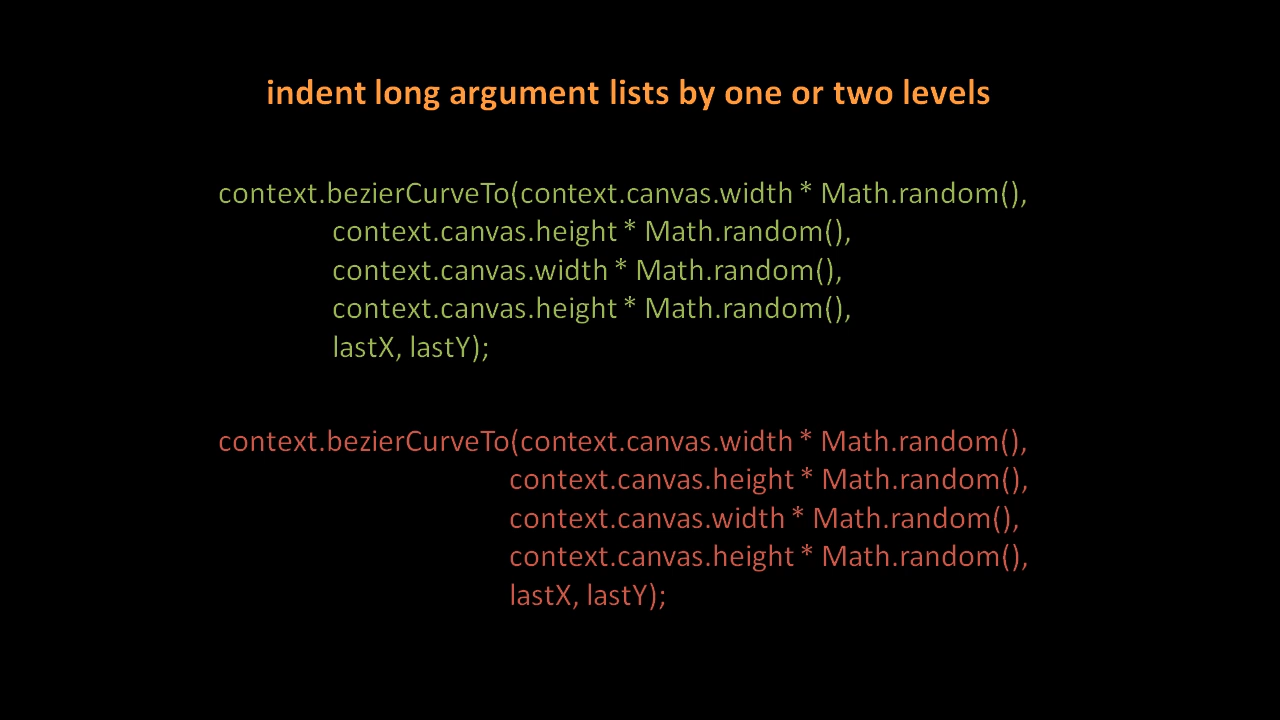 indent long argument lists by one or two levels
context.bezierCurveTo(context.canvas.width * Math.random(),
context.canvas.height * Math.random(),
context.canvas.width * Math.random(),
context.canvas.height * Math.random(),
lastX, lastY);
context.bezierCurveTo(context.canvas.width * Math.random(),
context.canvas.height * Math.random(),
context.canvas.width * Math.random(),
context.canvas.height * Math.random(),
lastX, lastY);